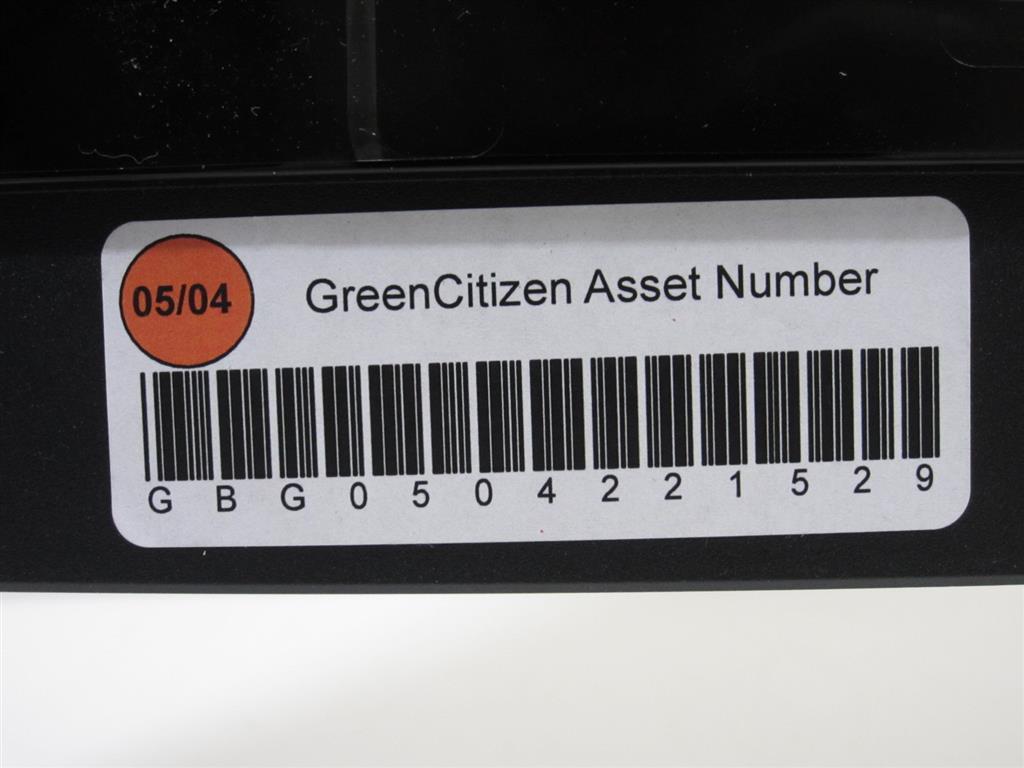 05/04
GreenCitizen Asset Number
G B G 0 5 0 4 2 2 1 5 2 9